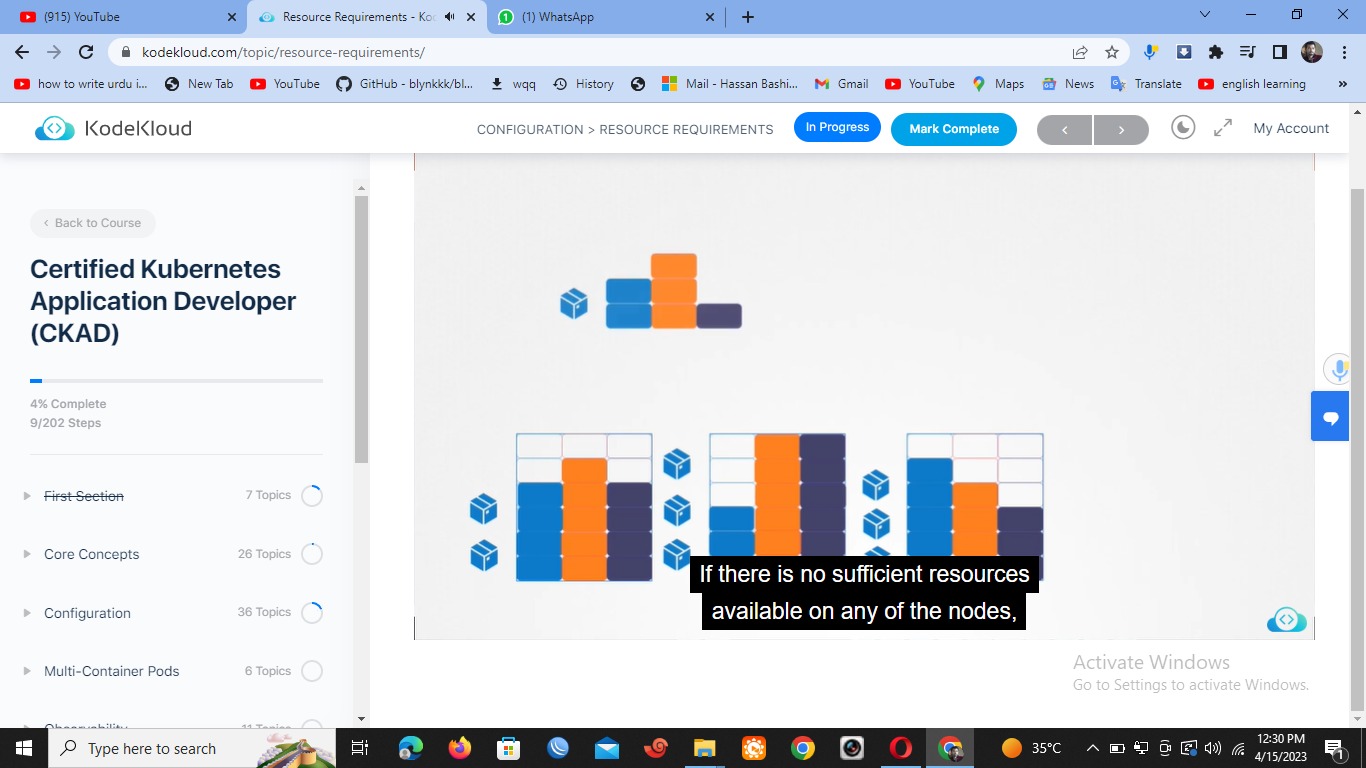 (915) YouTube
Resource Requirements - Ko
(1) WhatsApp
kodekloud.com/topic/resource-requirements/
how to write urdu i...
New Tab
YouTube
GitHub - blynkkk/bl...
wqq
History
Mail - Hassan Bashi...
Gmail
YouTube
Maps
News
Translate
english learning
»
KodeKloud
CONFIGURATION > RESOURCE REQUIREMENTS
In Progress
Mark Complete
My Account
Back to Course
Certified Kubernetes
Application Developer
(CKAD)
4% Complete
9/202 Steps
First Section
7 Topics
Core Concepts
26 Topics
Configuration
36 Topics
Multi-Container Pods
6 Topics
Observability
11 Topics
If there is no sufficient resources
available on any of the nodes,
Activate Windows
Go to Settings to activate Windows.
Type here to search
35°C
12:30 PM
4/15/2023
1